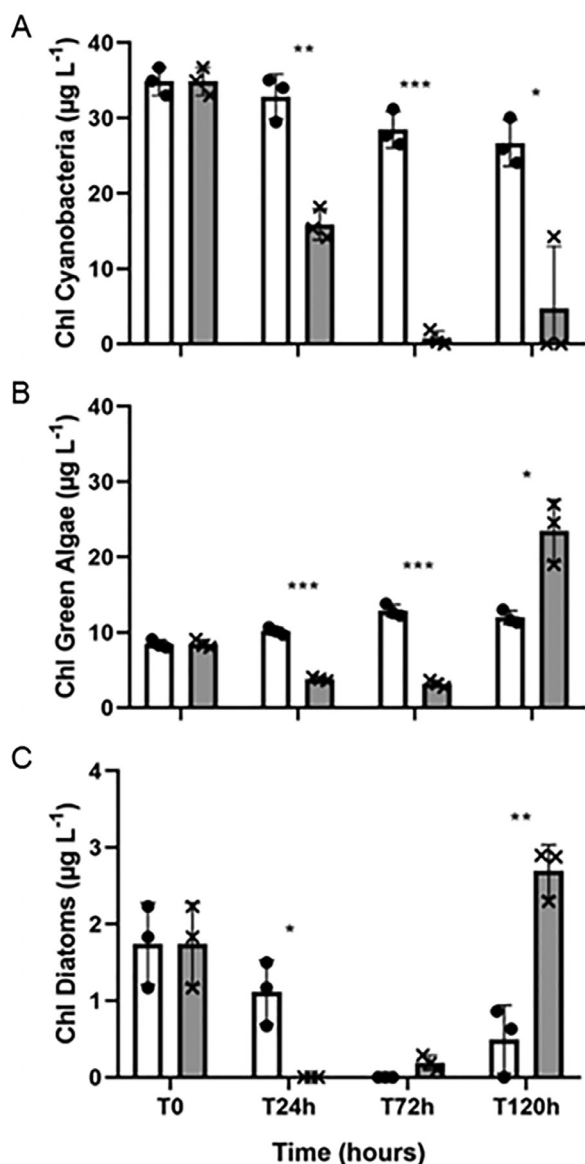 A
Chl Cyanobacteria (µg L⁻¹)
40
30
20
10
0
**
***
*
B
Chl Green Algae (µg L⁻¹)
40
30
20
10
0
***
***
*
C
Chl Diatoms (µg L⁻¹)
4
3
2
1
0
*
**
T0 T24h T72h T120h
Time (hours)